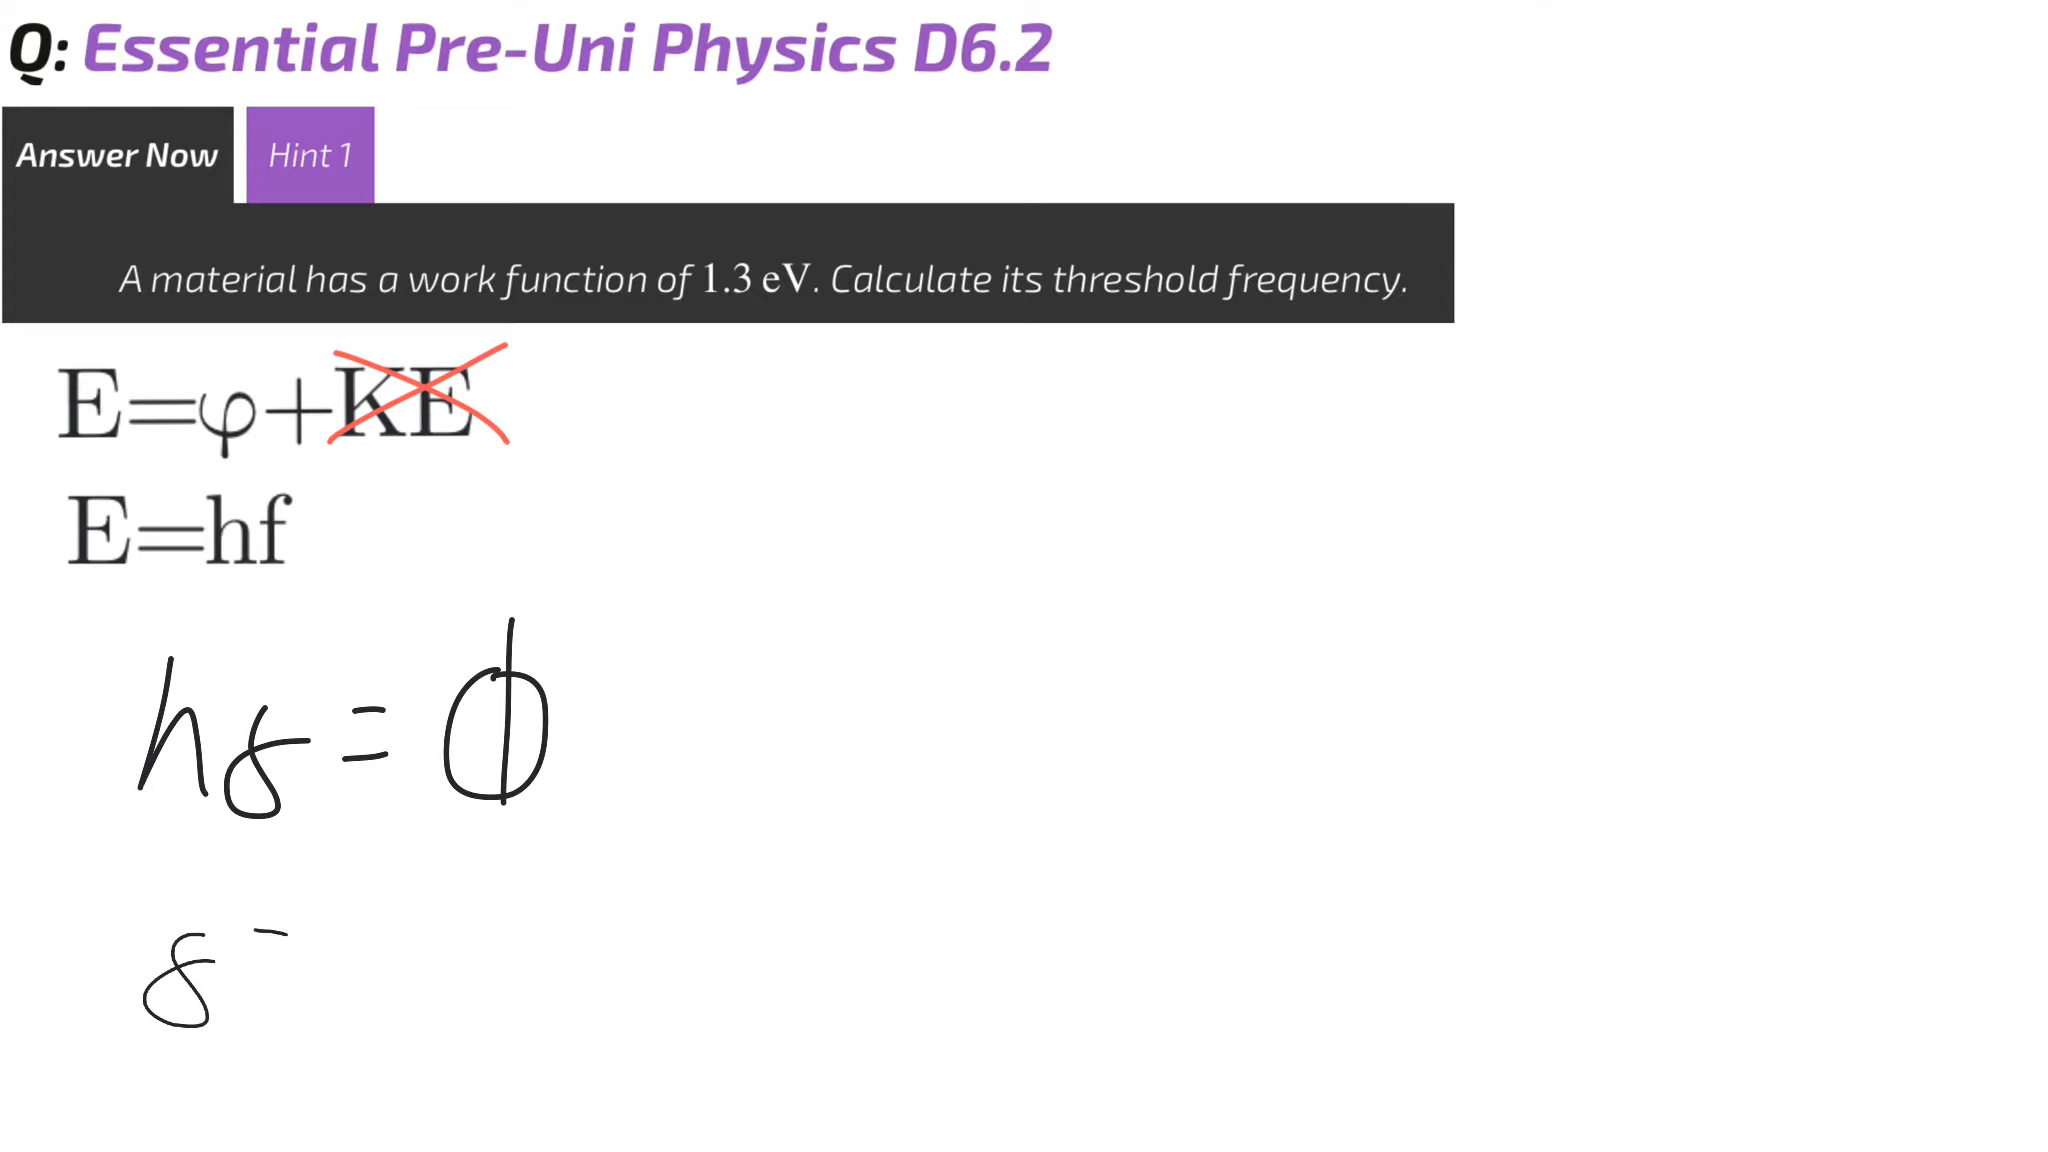 Q: Essential Pre-Uni Physics D6.2
Answer Now Hint 1
A material has a work function of 1.3 eV. Calculate its threshold frequency.
E=φ+KE
E=hf
hf = ϕ
f -